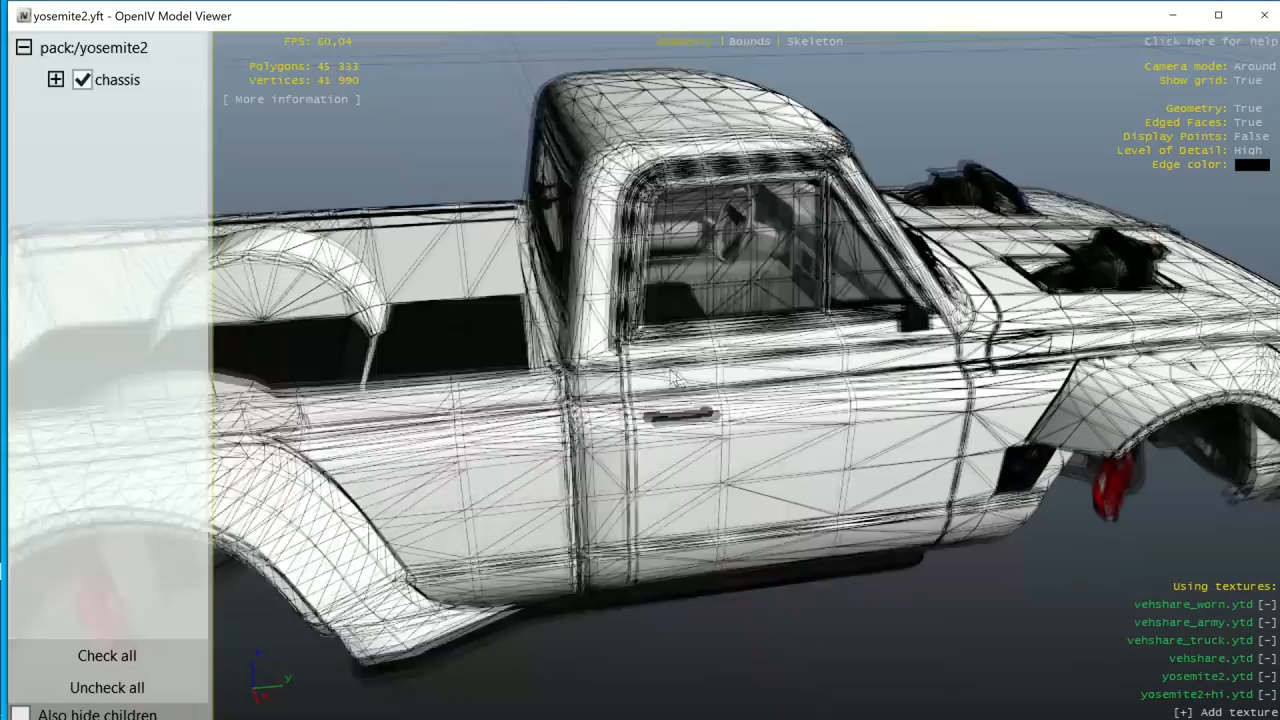 yosemite2.yft - OpenIV Model Viewer
pack:/yosemite2
chassis
FPS: 60,04
Polygons: 45 333
Vertices: 41 990
[ More information ]
Geometry | Bounds | Skeleton
Click here for help
Camera mode: Around
Show grid: True
Geometry: True
Edged Faces: True
Display Points: False
Level of Detail: High
Edge color:
Using textures:
vehshare_worn.ytd [-]
vehshare_army.ytd [-]
vehshare_truck.ytd [-]
vehshare.ytd [-]
yosemite2.ytd [-]
yosemite2+hi.ytd [-]
[+] Add texture
Check all
Uncheck all
Also hide children
y